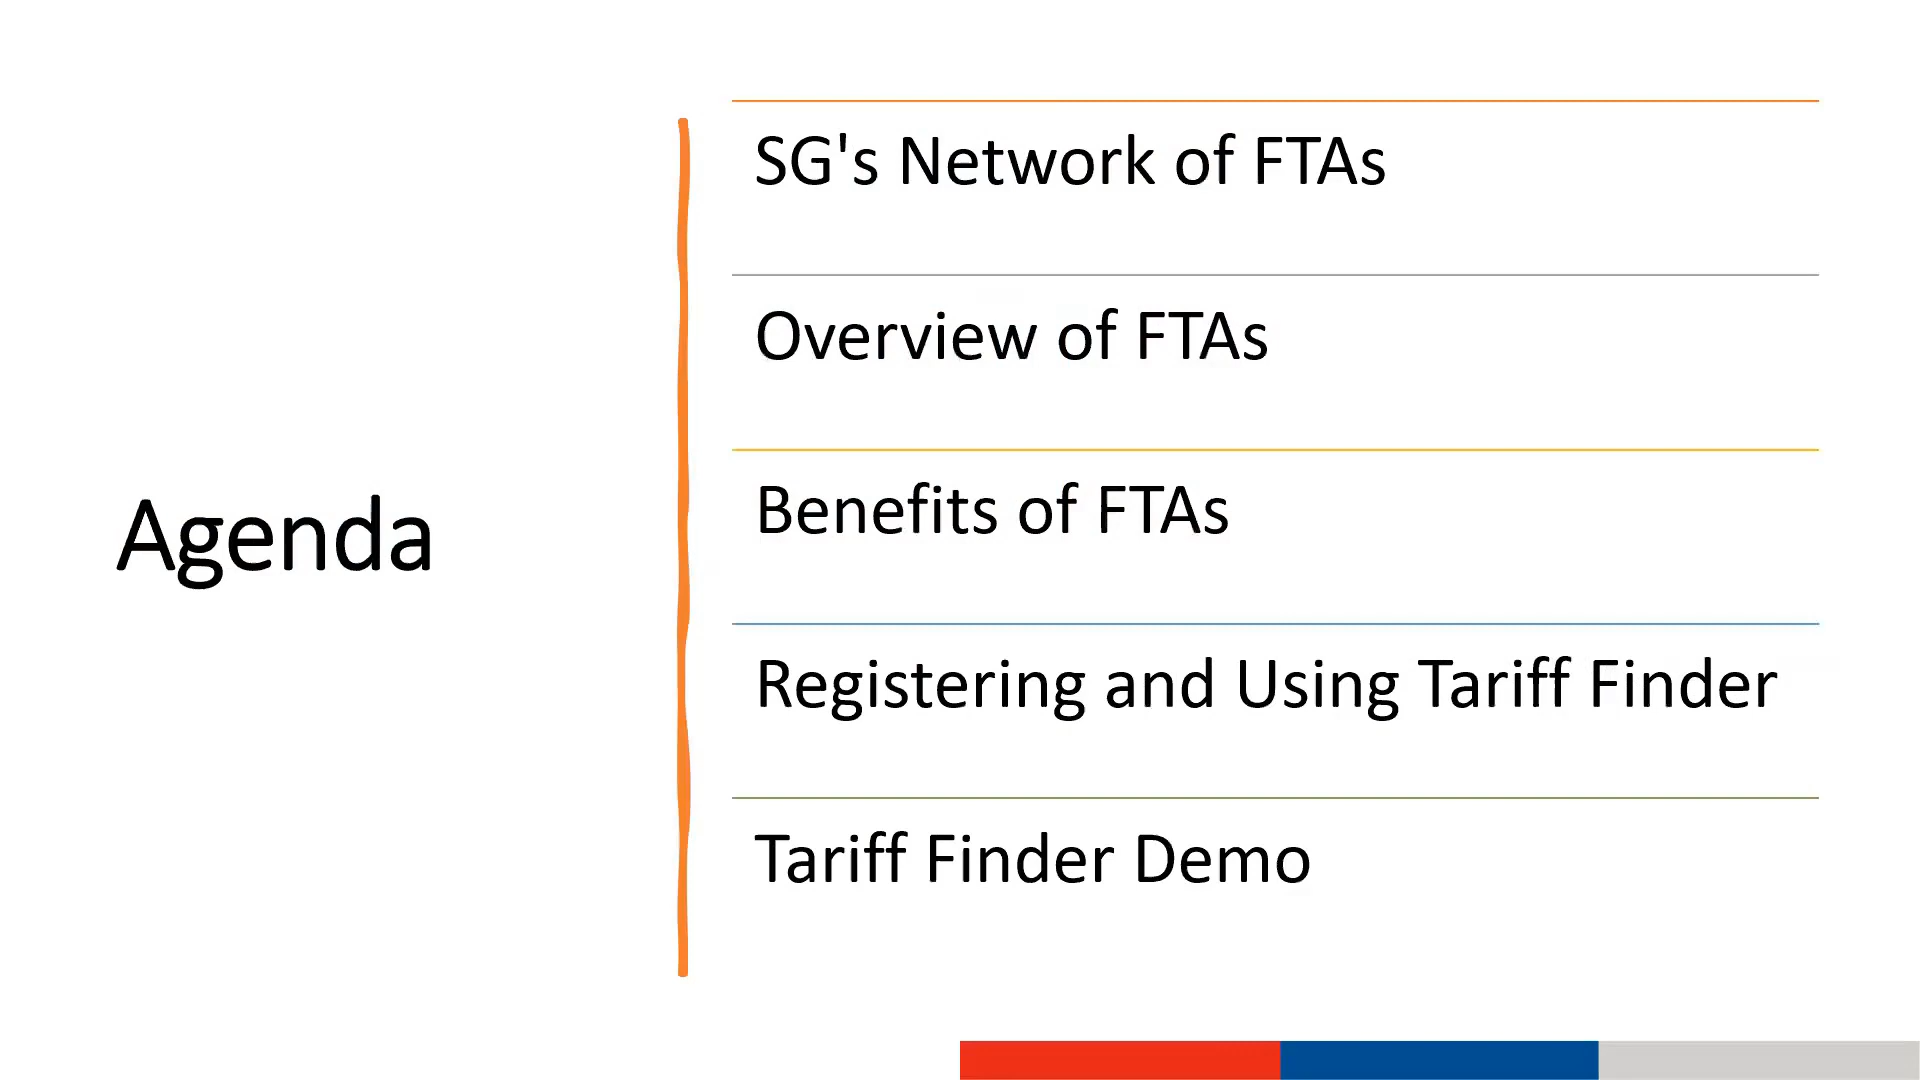 Agenda
SG's Network of FTAs
Overview of FTAs
Benefits of FTAs
Registering and Using Tariff Finder
Tariff Finder Demo